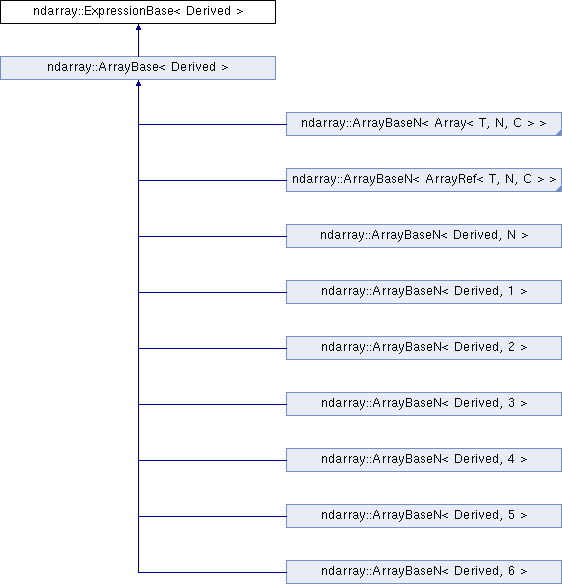 ndarray::ExpressionBase< Derived >
ndarray::ArrayBase< Derived >
ndarray::ArrayBaseN< Array< T, N, C > >
ndarray::ArrayBaseN< ArrayRef< T, N, C > >
ndarray::ArrayBaseN< Derived, N >
ndarray::ArrayBaseN< Derived, 1 >
ndarray::ArrayBaseN< Derived, 2 >
ndarray::ArrayBaseN< Derived, 3 >
ndarray::ArrayBaseN< Derived, 4 >
ndarray::ArrayBaseN< Derived, 5 >
ndarray::ArrayBaseN< Derived, 6 >